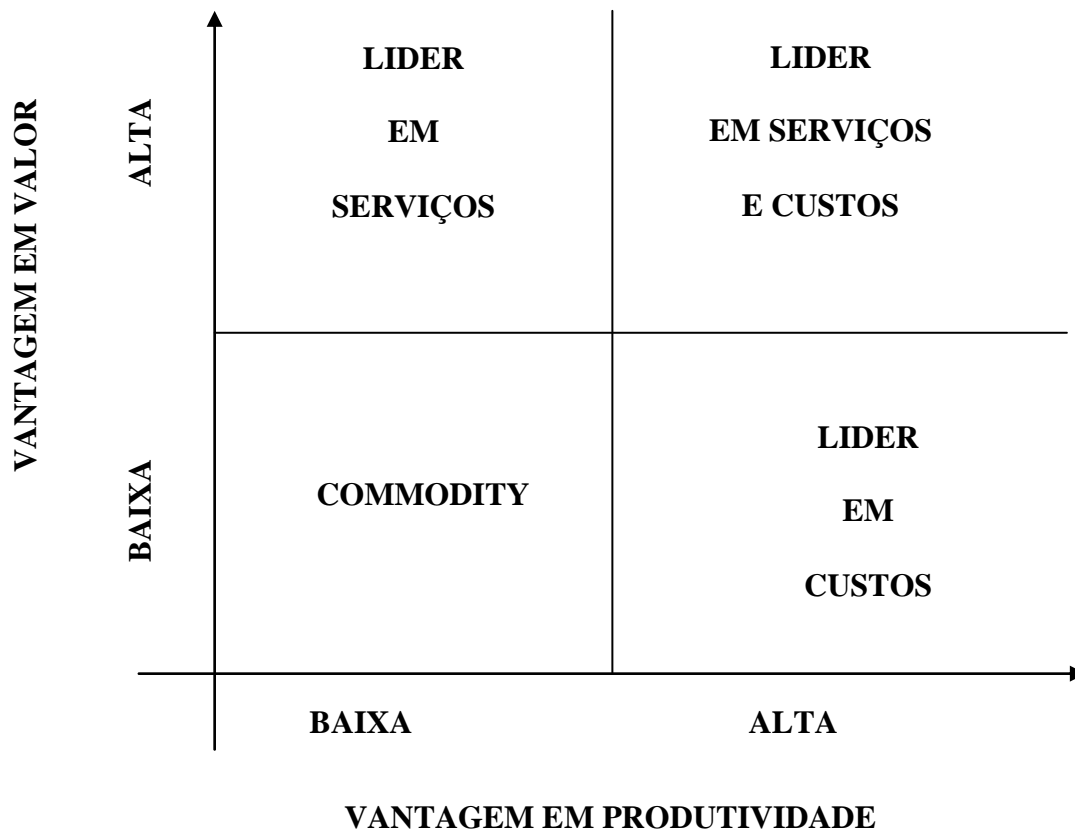 VANTAGEM EM VALOR
ALTA
BAIXA
LIDER
EM
SERVIÇOS
LIDER
EM SERVIÇOS
E CUSTOS
COMMODITY
LIDER
EM
CUSTOS
BAIXA
ALTA
VANTAGEM EM PRODUTIVIDADE